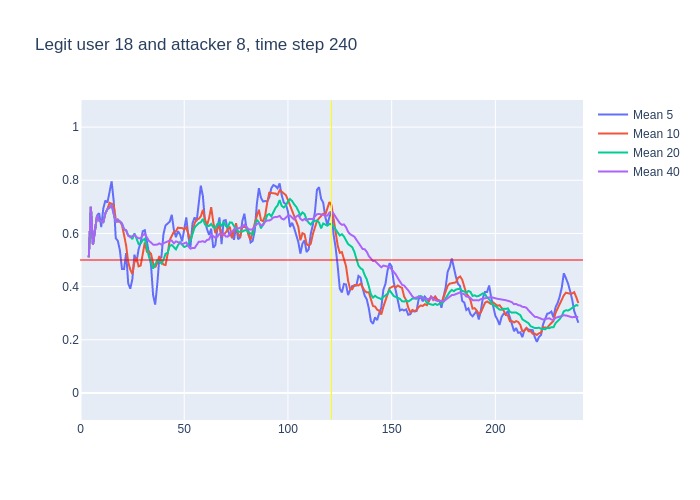 Legit user 18 and attacker 8, time step 240
Mean 5
Mean 10
Mean 20
Mean 40
1
0.8
0.6
0.4
0.2
0
0 50 100 150 200